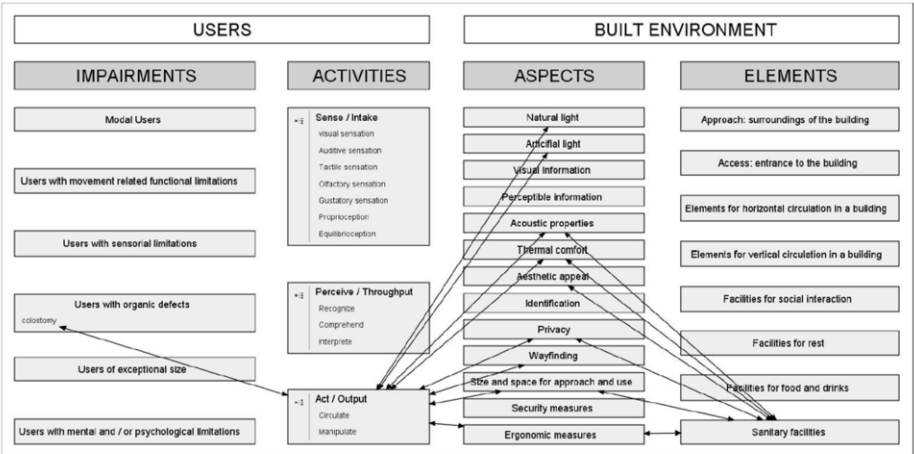 USERS
BUILT ENVIRONMENT
IMPAIRMENTS
ACTIVITIES
ASPECTS
ELEMENTS
Modal Users
Users with movement related functional limitations
Users with sensorial limitations
Users with organic defects
colostomy
Users of exceptional size
Users with mental and / or psychological limitations
Sense / Intake
visual sensation
Auditive sensation
Tactile sensation
Olfactory sensation
Gustatory sensation
Proprioception
Equilibrioception
Perceive / Throughput
Recognize
Comprehend
Interprete
Act / Output
Circulate
Manipulate
Natural light
Artificial light
Visual Information
Perceptible information
Acoustic properties
Thermal comfort
Aesthetic appeal
Identification
Privacy
Wayfinding
Size and space for approach and use
Security measures
Ergonomic measures
Approach: surroundings of the building
Access: entrance to the building
Elements for horizontal circulation in a building
Elements for vertical circulation in a building
Facilities for social interaction
Facilities for rest
Facilities for food and drinks
Sanitary facilities